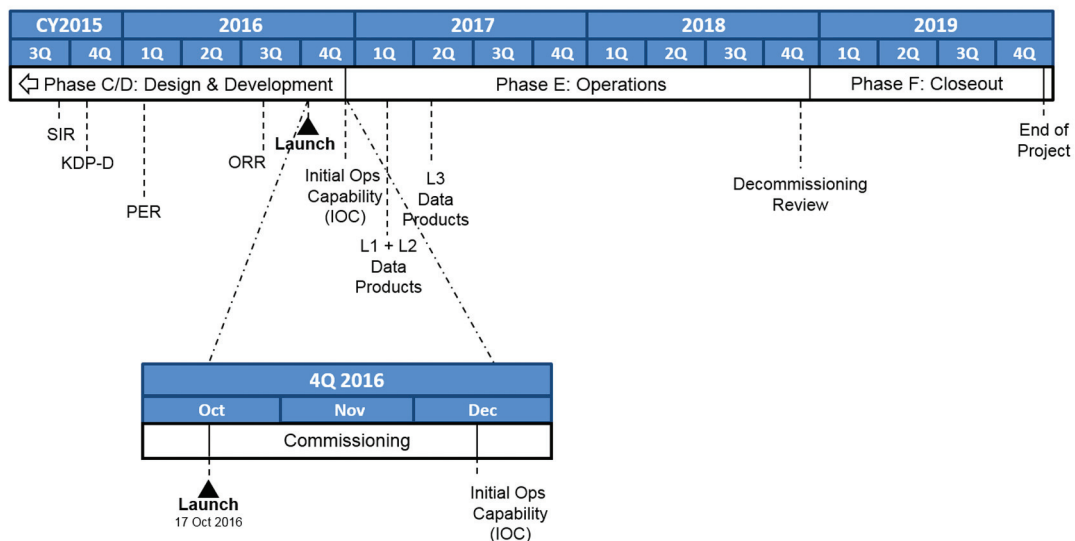 CY2015 2016 2017 2018 2019
3Q 4Q 1Q 2Q 3Q 4Q 1Q 2Q 3Q 4Q 1Q 2Q 3Q 4Q 1Q 2Q 3Q 4Q
Phase C/D: Design & Development Phase E: Operations Phase F: Closeout
SIR
KDP-D
PER
ORR
Launch
Initial Ops
Capability
(IOC)
L1 + L2
Data
Products
L3
Data
Products
Decommissioning
Review
End of
Project
4Q 2016
Oct Nov Dec
Commissioning
Launch
17 Oct 2016
Initial Ops
Capability
(IOC)